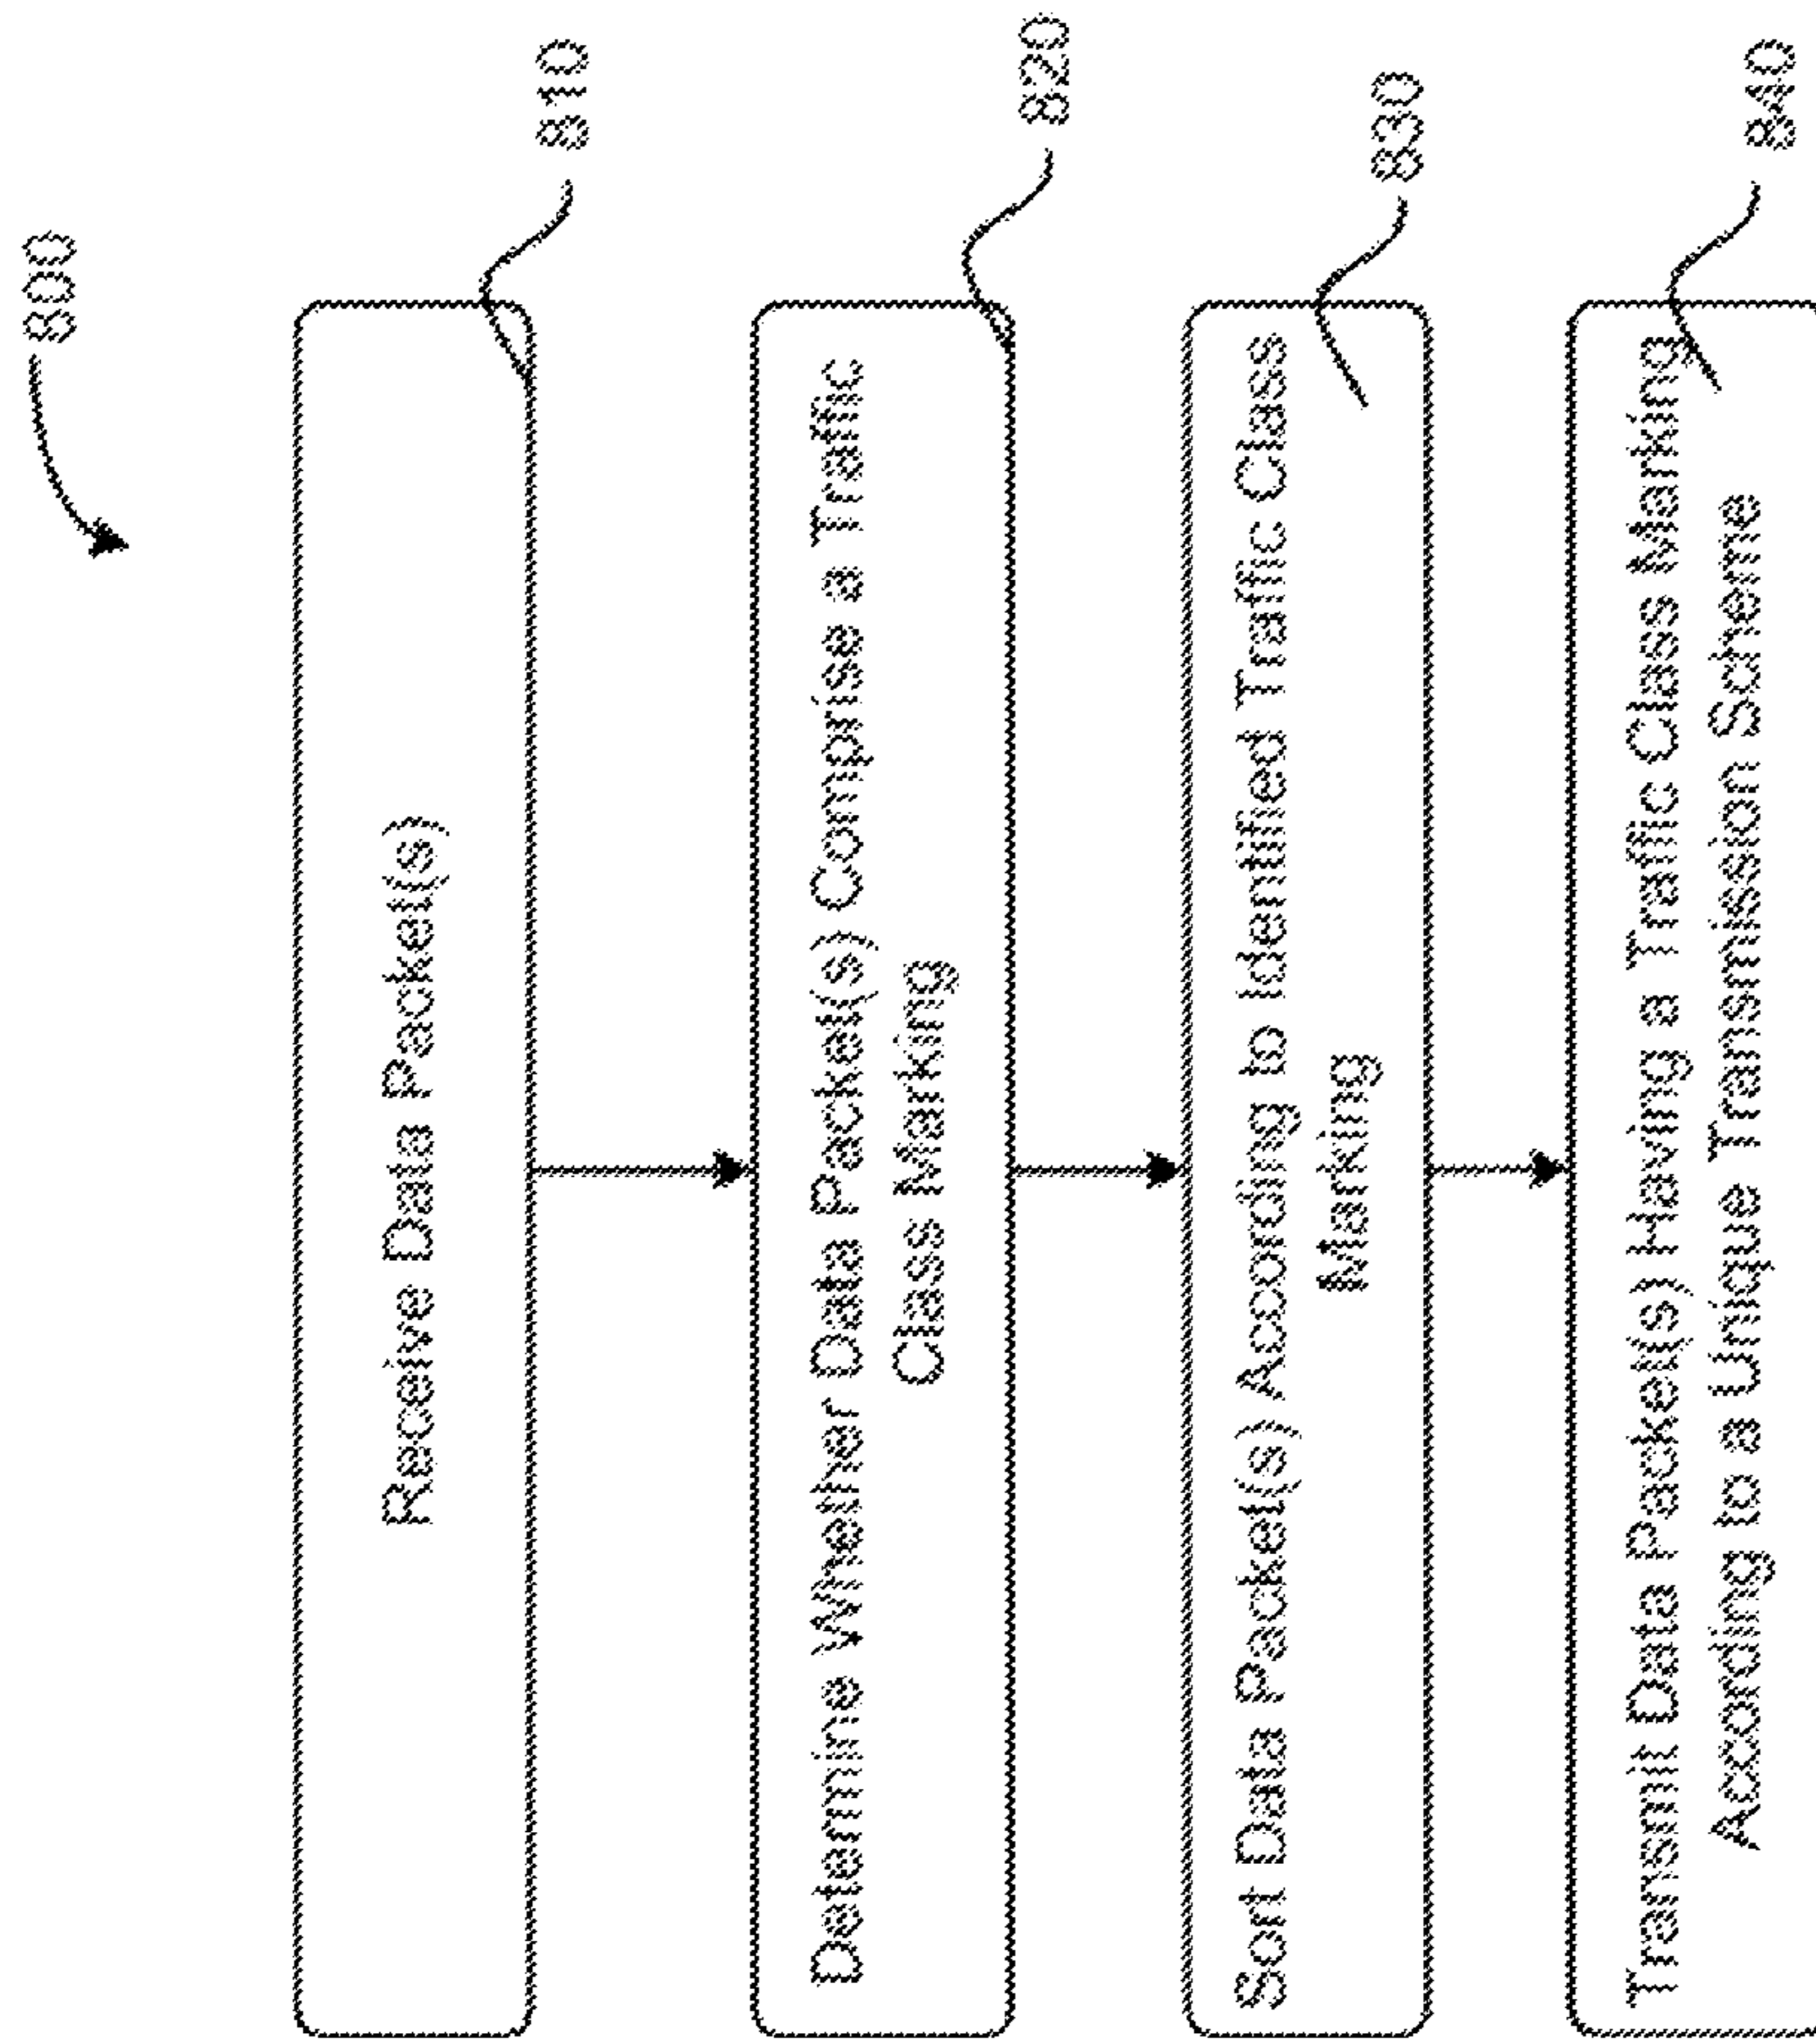 800
Receive Data Packet(s)
810
Determine Whether Data Packet(s) Comprise a Traffic
Class Marking
820
Sort Data Packet(s) According to Identified Traffic Class
Marking
830
Transmit Data Packet(s) Having a Traffic Class Marking
According to a Unique Transmission Scheme
840